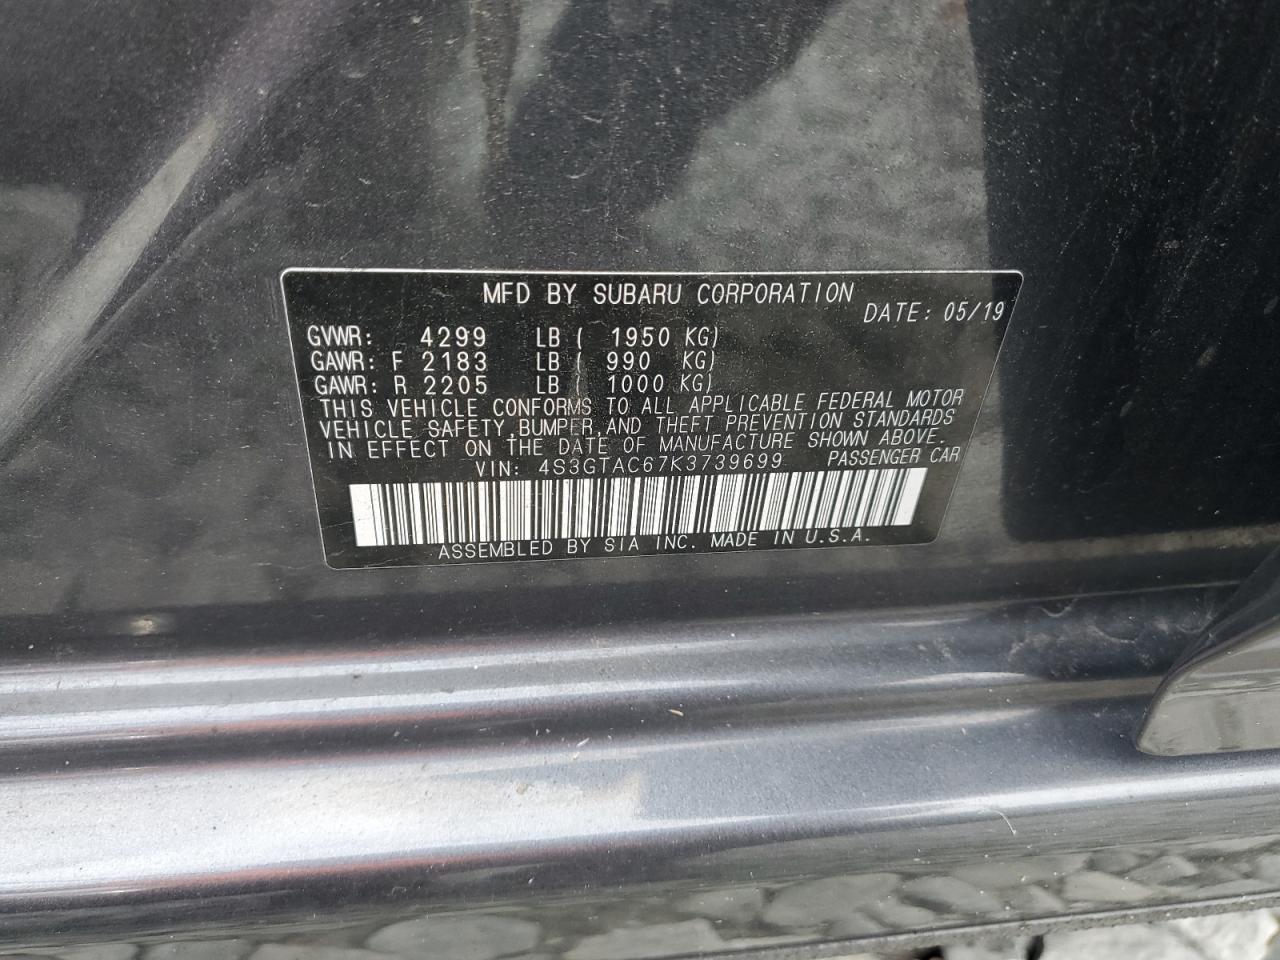 MFD BY SUBARU CORPORATION
DATE: 05/19
GVWR: 4299 LB ( 1950 KG)
GAWR: F 2183 LB ( 990 KG)
GAWR: R 2205 LB ( 1000 KG)
THIS VEHICLE CONFORMS TO ALL APPLICABLE FEDERAL MOTOR
VEHICLE SAFETY,BUMPER,AND THEFT PREVENTION STANDARDS
IN EFFECT ON THE DATE OF MANUFACTURE SHOWN ABOVE.
VIN: 4S3GTAC67K3739699 PASSENGER CAR
ASSEMBLED BY SIA INC. MADE IN U.S.A.